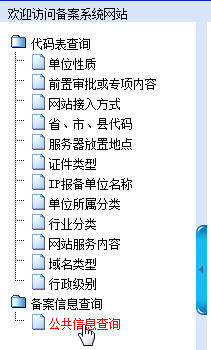 欢迎访问备案系统网站
代码表查询
单位性质
前置审批或专项内容
网站接入方式
省、市、县代码
服务器放置地点
证件类型
IP报备单位名称
单位所属分类
行业分类
网站服务内容
域名类型
行政级别
备案信息查询
公共信息查询